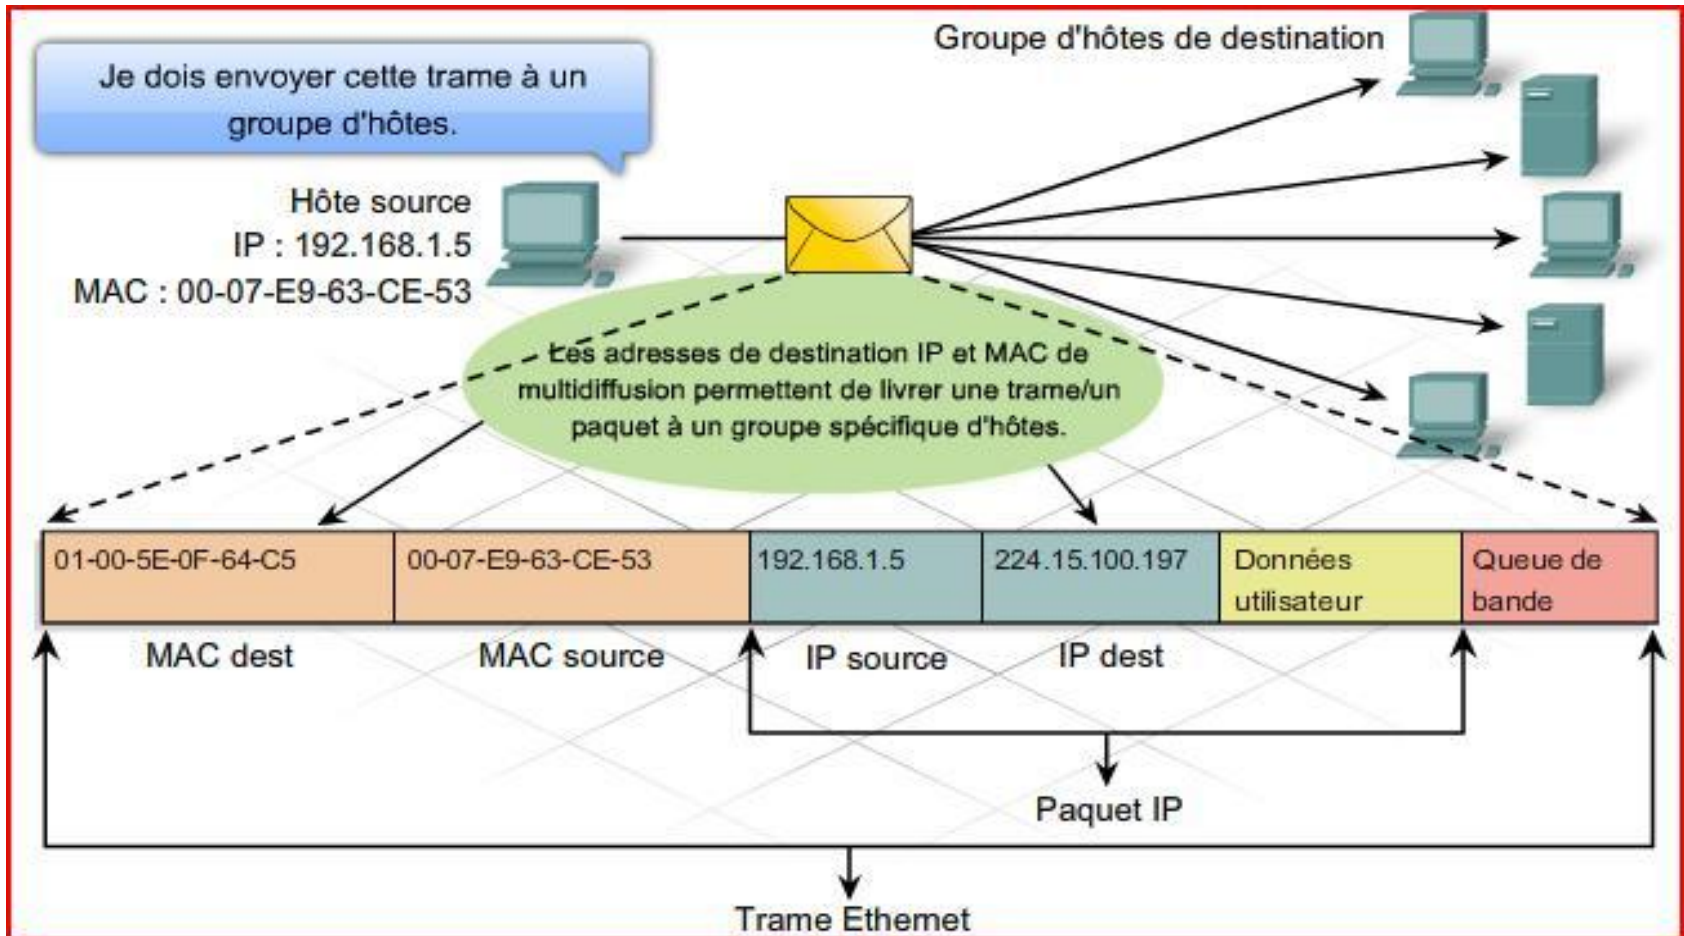 Groupe d'hôtes de destination
Je dois envoyer cette trame à un
groupe d'hôtes.
Hôte source
IP : 192.168.1.5
MAC : 00-07-E9-63-CE-53
Les adresses de destination IP et MAC de
multidiffusion permettent de livrer une trame/un
paquet à un groupe spécifique d'hôtes.
01-00-5E-0F-64-C5
00-07-E9-63-CE-53
192.168.1.5
224.15.100.197
Données
utilisateur
Queue de
bande
MAC dest
MAC source
IP source
IP dest
Paquet IP
Trame Ethernet